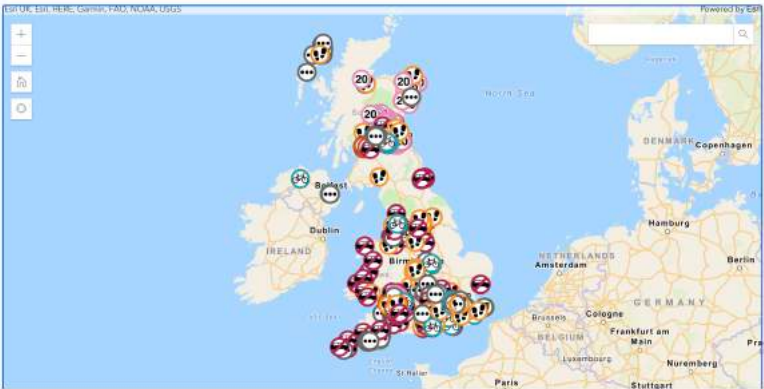 Esri UK, Esri, HERE, Garmin, FAO, NOAA, USGS
Powered by Esri
20
20
20
North Sea
DENMARK
Copenhagen
Belfast
Dublin
IRELAND
Hamburg
NETHERLANDS
Amsterdam
Berlin
GERMANY
Brussels
Cologne
BELGIUM
Frankfurt am
Main
Luxembourg
St Helier
Nuremberg
Paris
Stuttgart